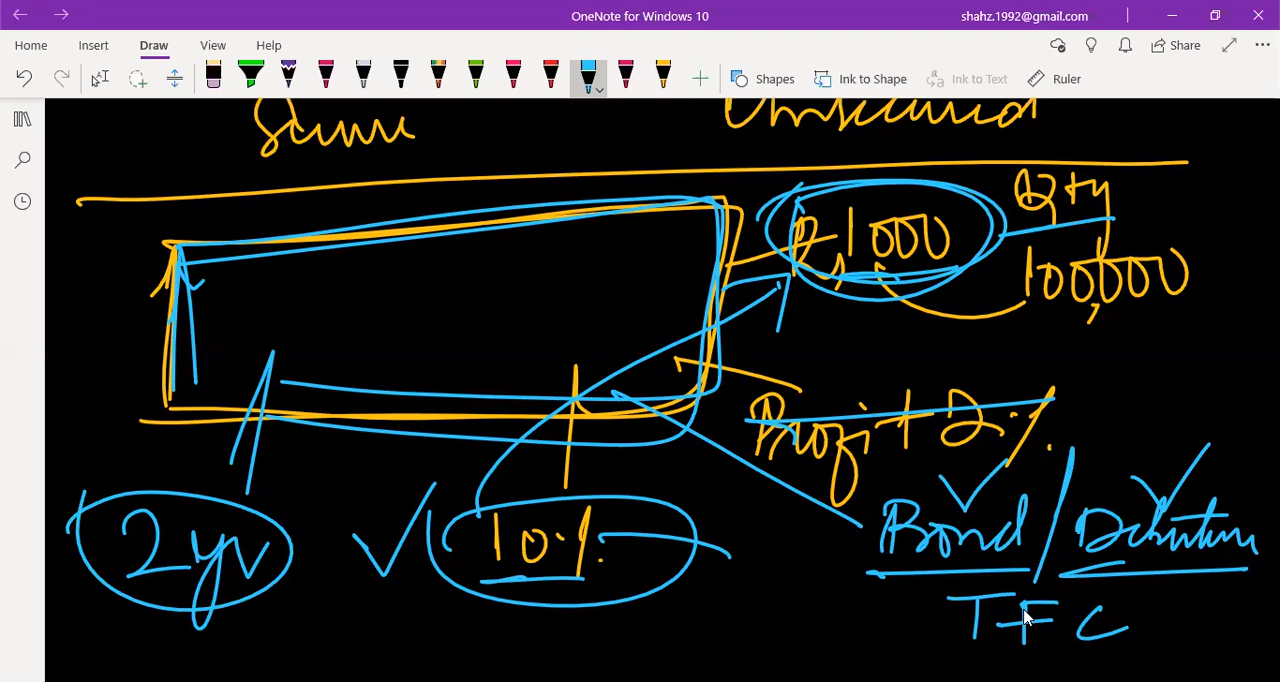 OneNote for Windows 10
shahz.1992@gmail.com
Home Insert Draw View Help
Share
Shapes
Ink to Shape
Ink to Text
Ruler
Unsecured
Qty
1000
100,000
Profit 2%
2 yr
10%
Bond / Debenture
TFC